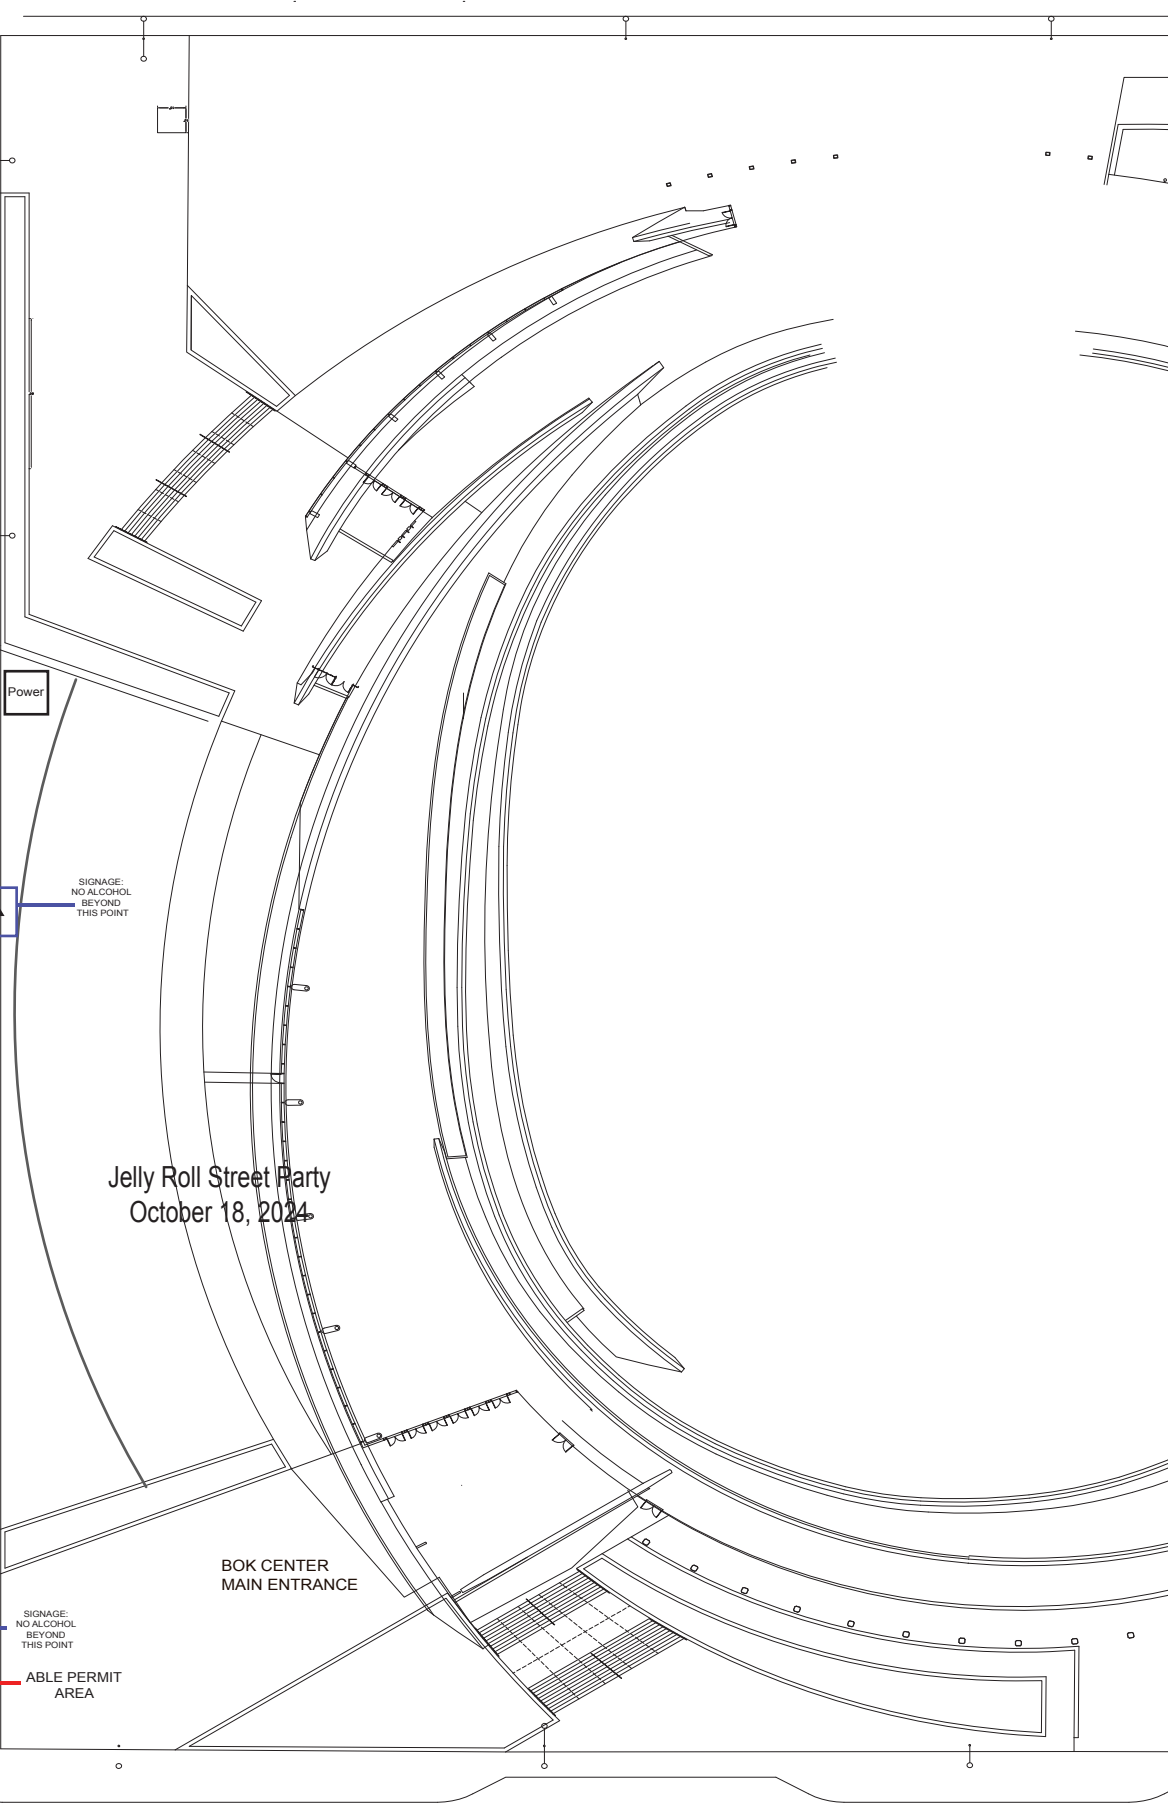 Power
SIGNAGE:
NO ALCOHOL
BEYOND
THIS POINT
Jelly Roll Street Party
October 18, 2024
BOK CENTER
MAIN ENTRANCE
SIGNAGE:
NO ALCOHOL
BEYOND
THIS POINT
ABLE PERMIT
AREA